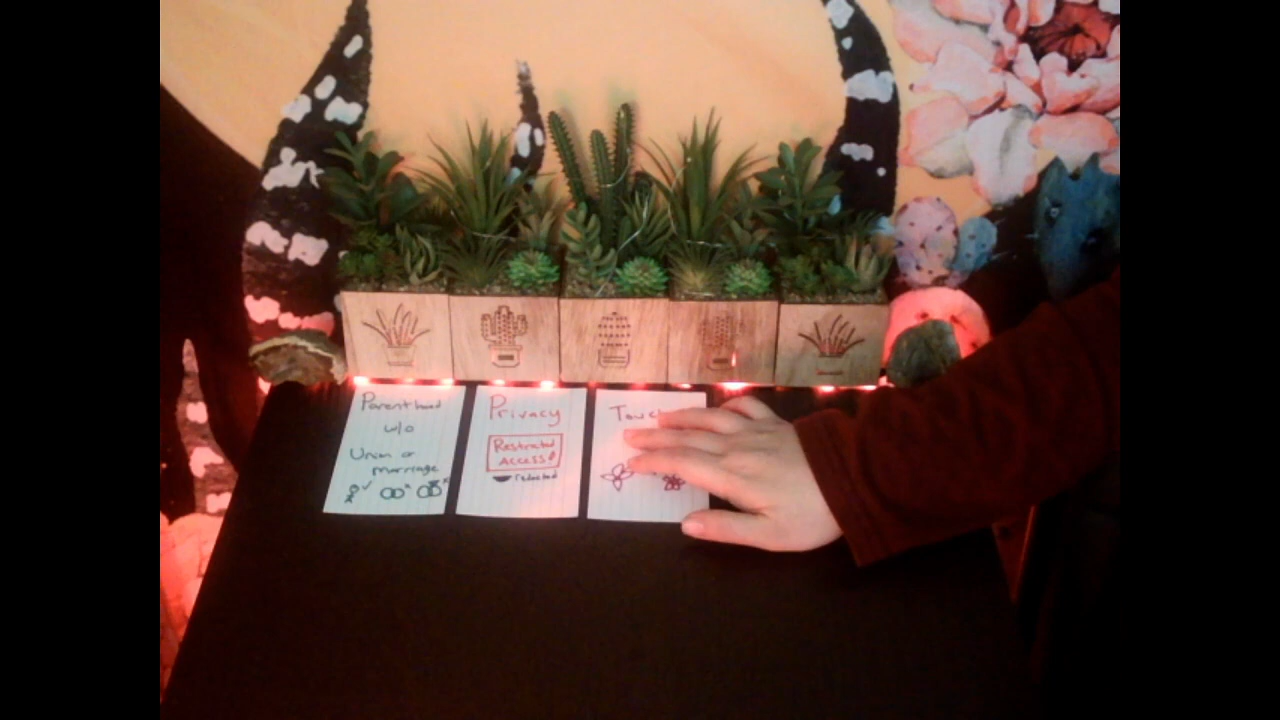 Parenthood
w/o
Union or
marriage
Privacy
Restricted
ACCESS!
redacted